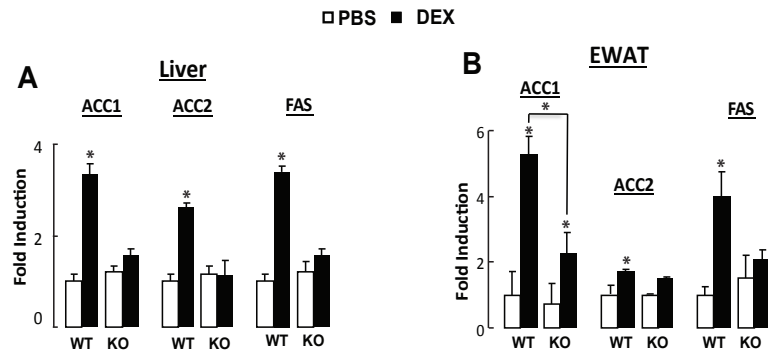 PBS DEX
A Liver
ACC1 ACC2 FAS
Fold Induction
4
2
0
* * *
WT KO WT KO WT KO
B EWAT
ACC1
ACC2
FAS
Fold Induction
6
4
2
0
*
* *
* *
WT KO WT KO WT KO